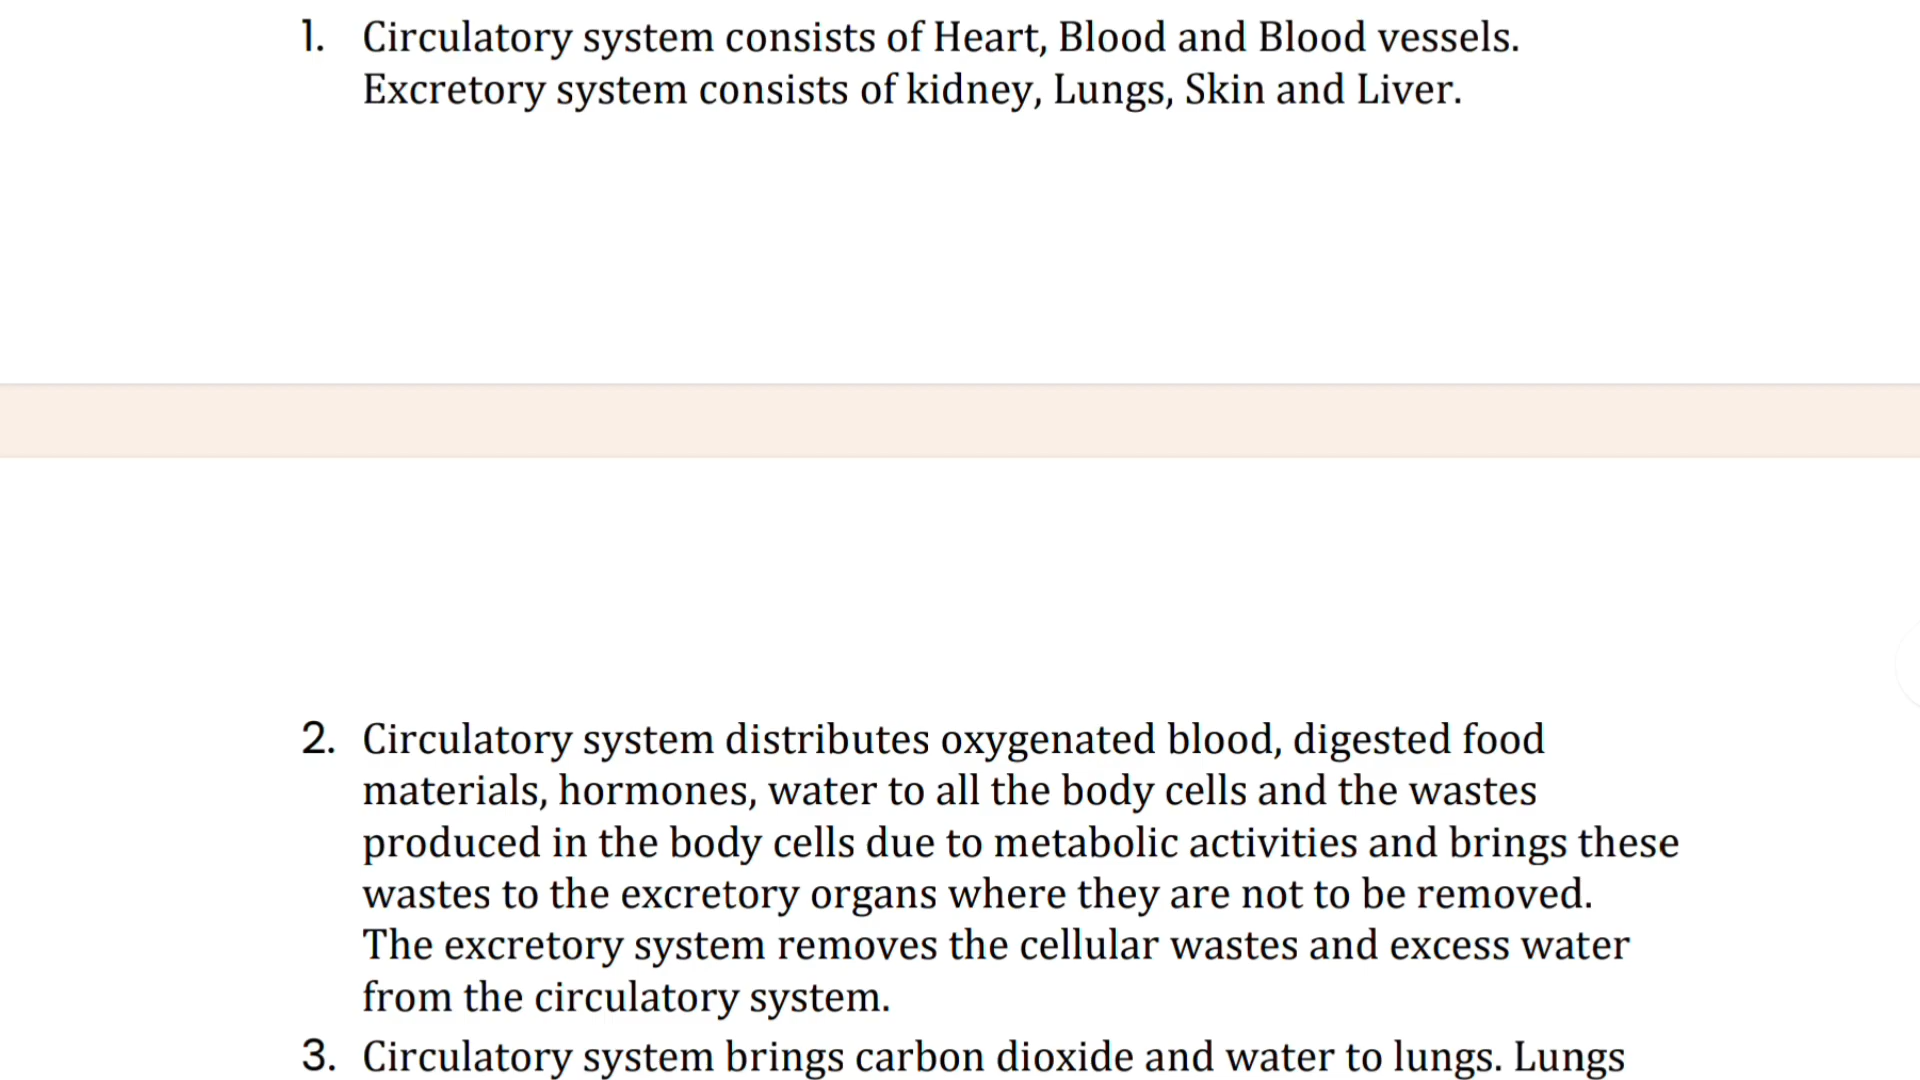 1. Circulatory system consists of Heart, Blood and Blood vessels.
Excretory system consists of kidney, Lungs, Skin and Liver.
2. Circulatory system distributes oxygenated blood, digested food
materials, hormones, water to all the body cells and the wastes
produced in the body cells due to metabolic activities and brings these
wastes to the excretory organs where they are not to be removed.
The excretory system removes the cellular wastes and excess water
from the circulatory system.
3. Circulatory system brings carbon dioxide and water to lungs. Lungs